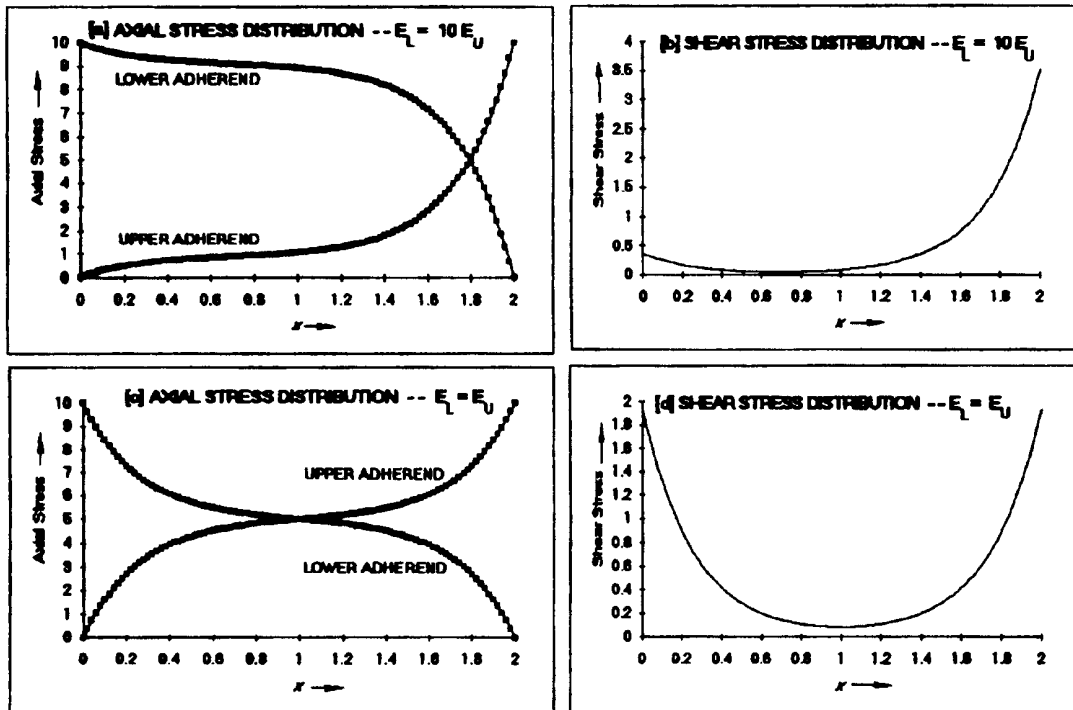 [a] AXIAL STRESS DISTRIBUTION -- E_L = 10 E_U
10
9
8
7
6
5
4
3
2
1
0
Axial Stress
LOWER ADHEREND
UPPER ADHEREND
0 0.2 0.4 0.6 0.8 1 1.2 1.4 1.6 1.8 2
x
[b] SHEAR STRESS DISTRIBUTION -- E_L = 10 E_U
4
3.5
3
2.5
2
1.5
1
0.5
0
Shear Stress
0 0.2 0.4 0.6 0.8 1 1.2 1.4 1.6 1.8 2
x
[c] AXIAL STRESS DISTRIBUTION -- E_L = E_U
10
9
8
7
6
5
4
3
2
1
0
Axial Stress
UPPER ADHEREND
LOWER ADHEREND
0 0.2 0.4 0.6 0.8 1 1.2 1.4 1.6 1.8 2
x
[d] SHEAR STRESS DISTRIBUTION -- E_L = E_U
2
1.8
1.6
1.4
1.2
1
0.8
0.6
0.4
0.2
0
Shear Stress
0 0.2 0.4 0.6 0.8 1 1.2 1.4 1.6 1.8 2
x